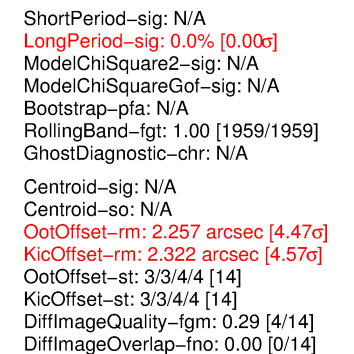 ShortPeriod−sig: N/A
LongPeriod−sig: 0.0% [0.00σ]
ModelChiSquare2−sig: N/A
ModelChiSquareGof−sig: N/A
Bootstrap−pfa: N/A
RollingBand−fgt: 1.00 [1959/1959]
GhostDiagnostic−chr: N/A
Centroid−sig: N/A
Centroid−so: N/A
OotOffset−rm: 2.257 arcsec [4.47σ]
KicOffset−rm: 2.322 arcsec [4.57σ]
OotOffset−st: 3/3/4/4 [14]
KicOffset−st: 3/3/4/4 [14]
DiffImageQuality−fgm: 0.29 [4/14]
DiffImageOverlap−fno: 0.00 [0/14]